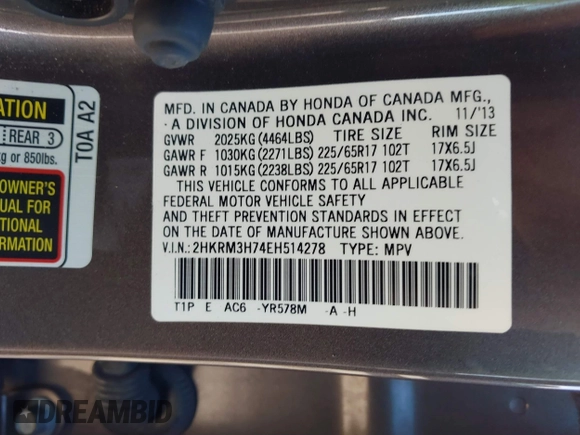 ATION
REAR 3
kg or 850lbs.
OWNER'S
UAL FOR
TIONAL
ATION
TOA A2
MFD. IN CANADA BY HONDA OF CANADA MFG.,
- A DIVISION OF HONDA CANADA INC. 11/'13
GVWR 2025KG(4464LBS) TIRE SIZE RIM SIZE
GAWR F 1030KG(2271LBS)225/65R17 102T 17X6.5J
GAWR R 1015KG(2238LBS)225/65R17 102T 17X6.5J
THIS VEHICLE CONFORMS TO ALL APPLICABLE
FEDERAL MOTOR VEHICLE SAFETY
AND THEFT PREVENTION STANDARDS IN EFFECT
ON THE DATE OF MANUFACTURE SHOWN ABOVE.
V.I.N.:2HKRM3H74EH514278 TYPE: MPV
T1P E AC6 -YR578M -A -H
DREAMBID